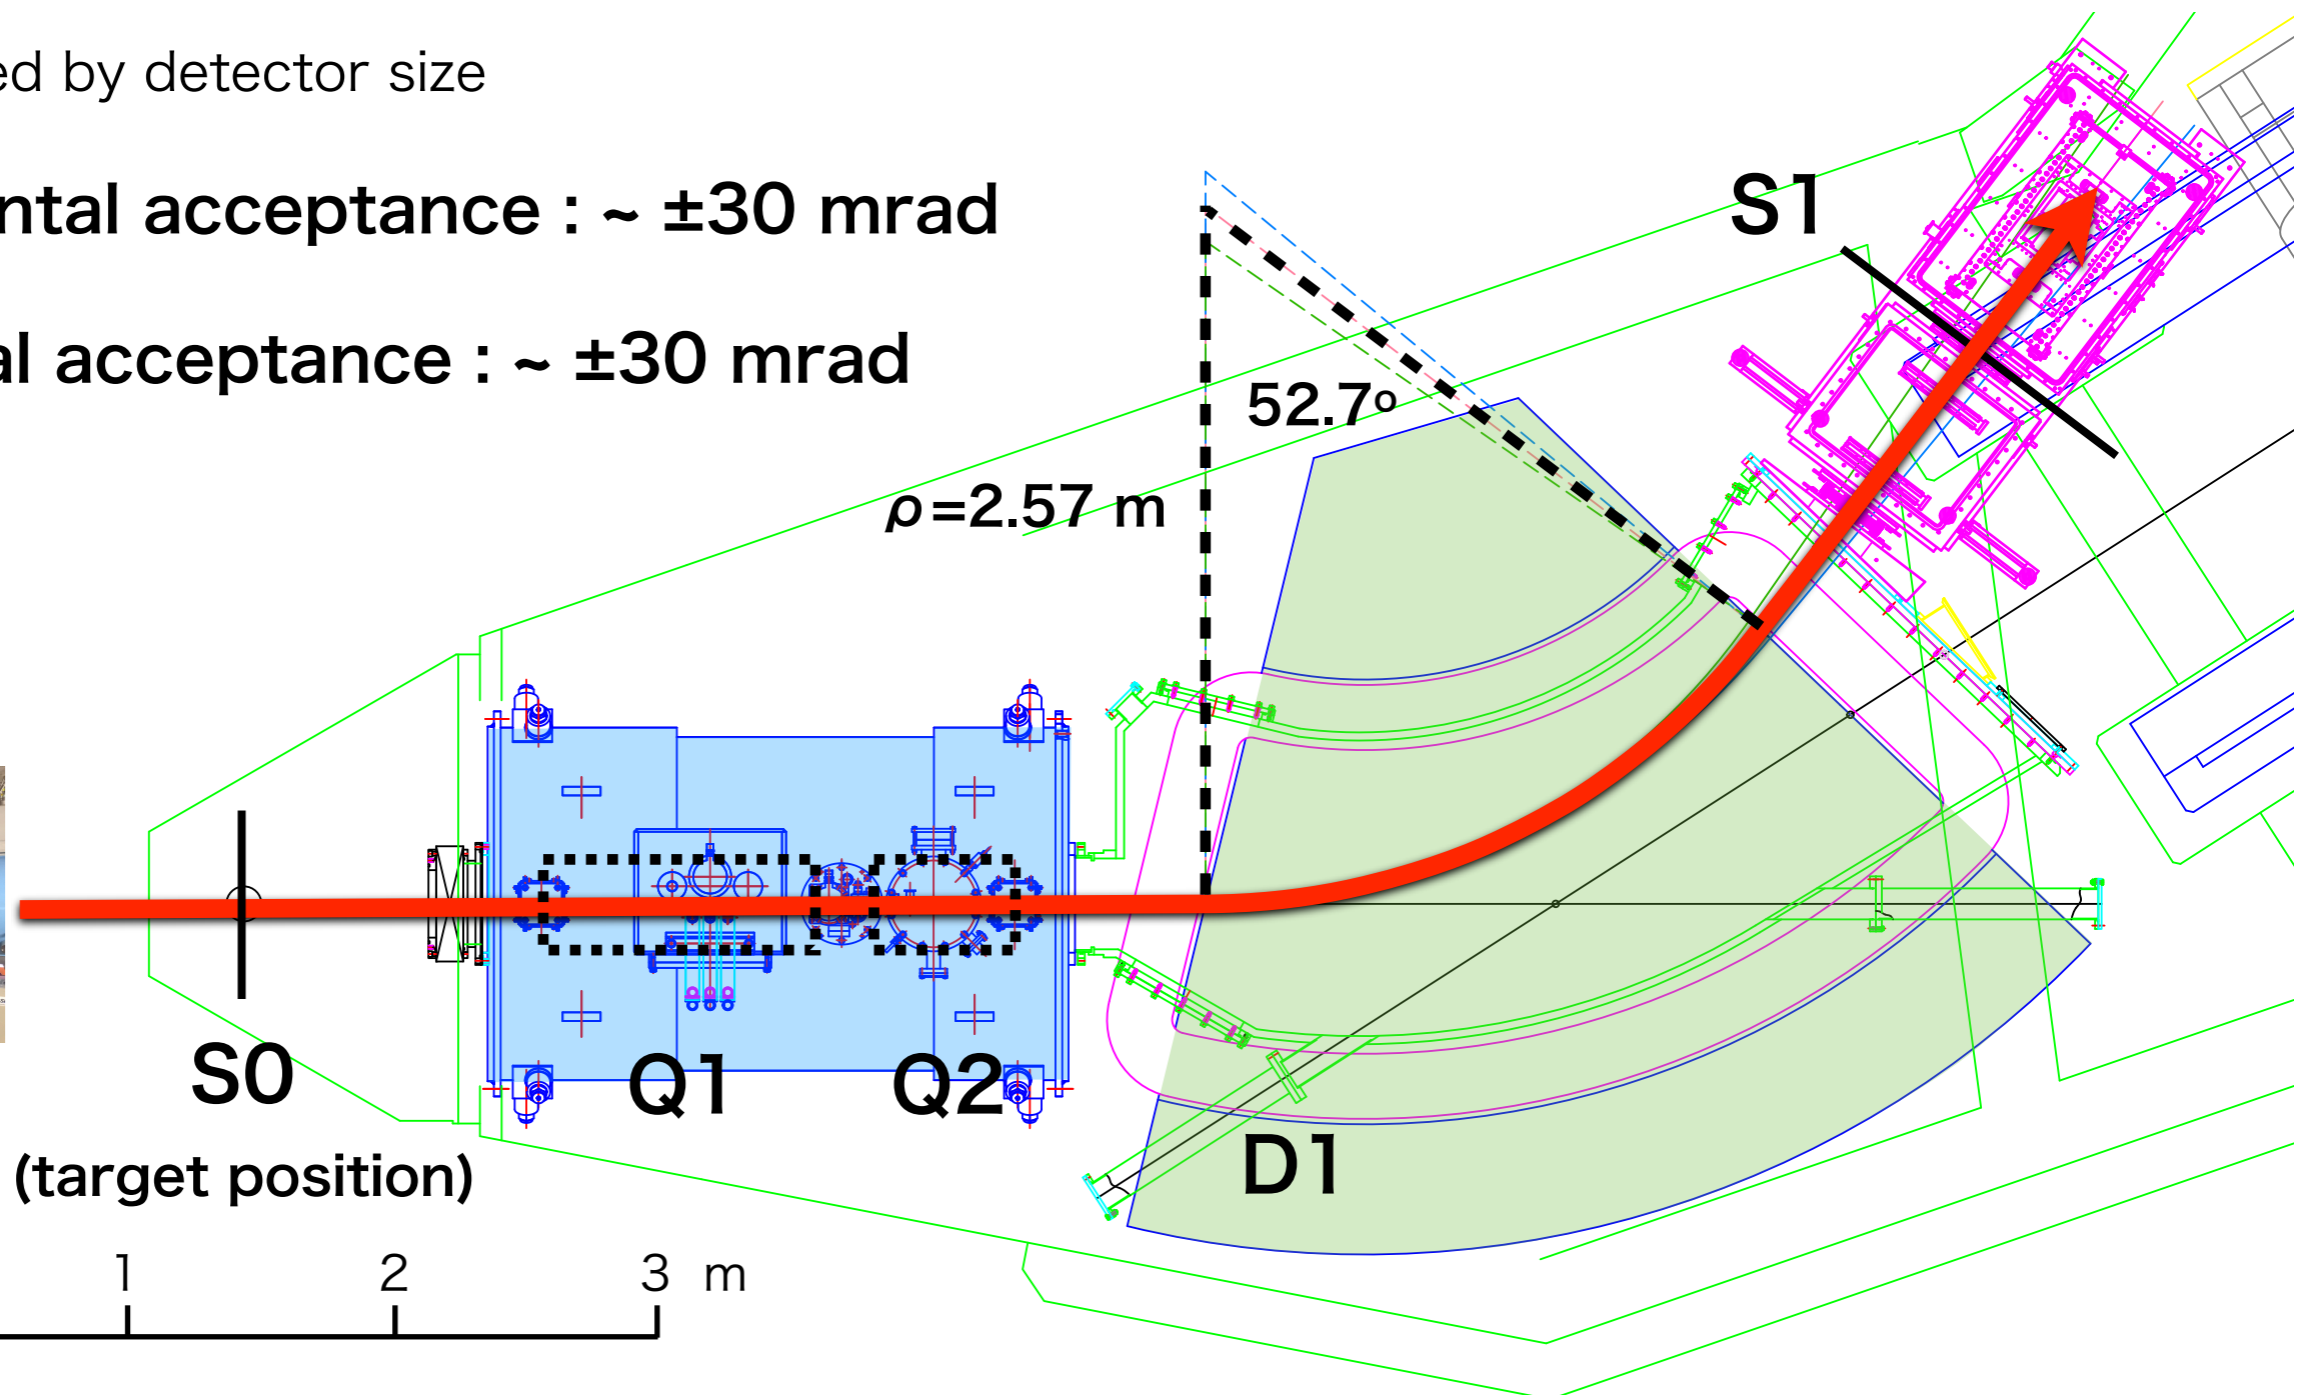 ed by detector size
ntal acceptance : ~ ±30 mrad
al acceptance : ~ ±30 mrad
S1
52.7°
ρ=2.57 m
S0
Q1
Q2
D1
(target position)
1 2 3 m